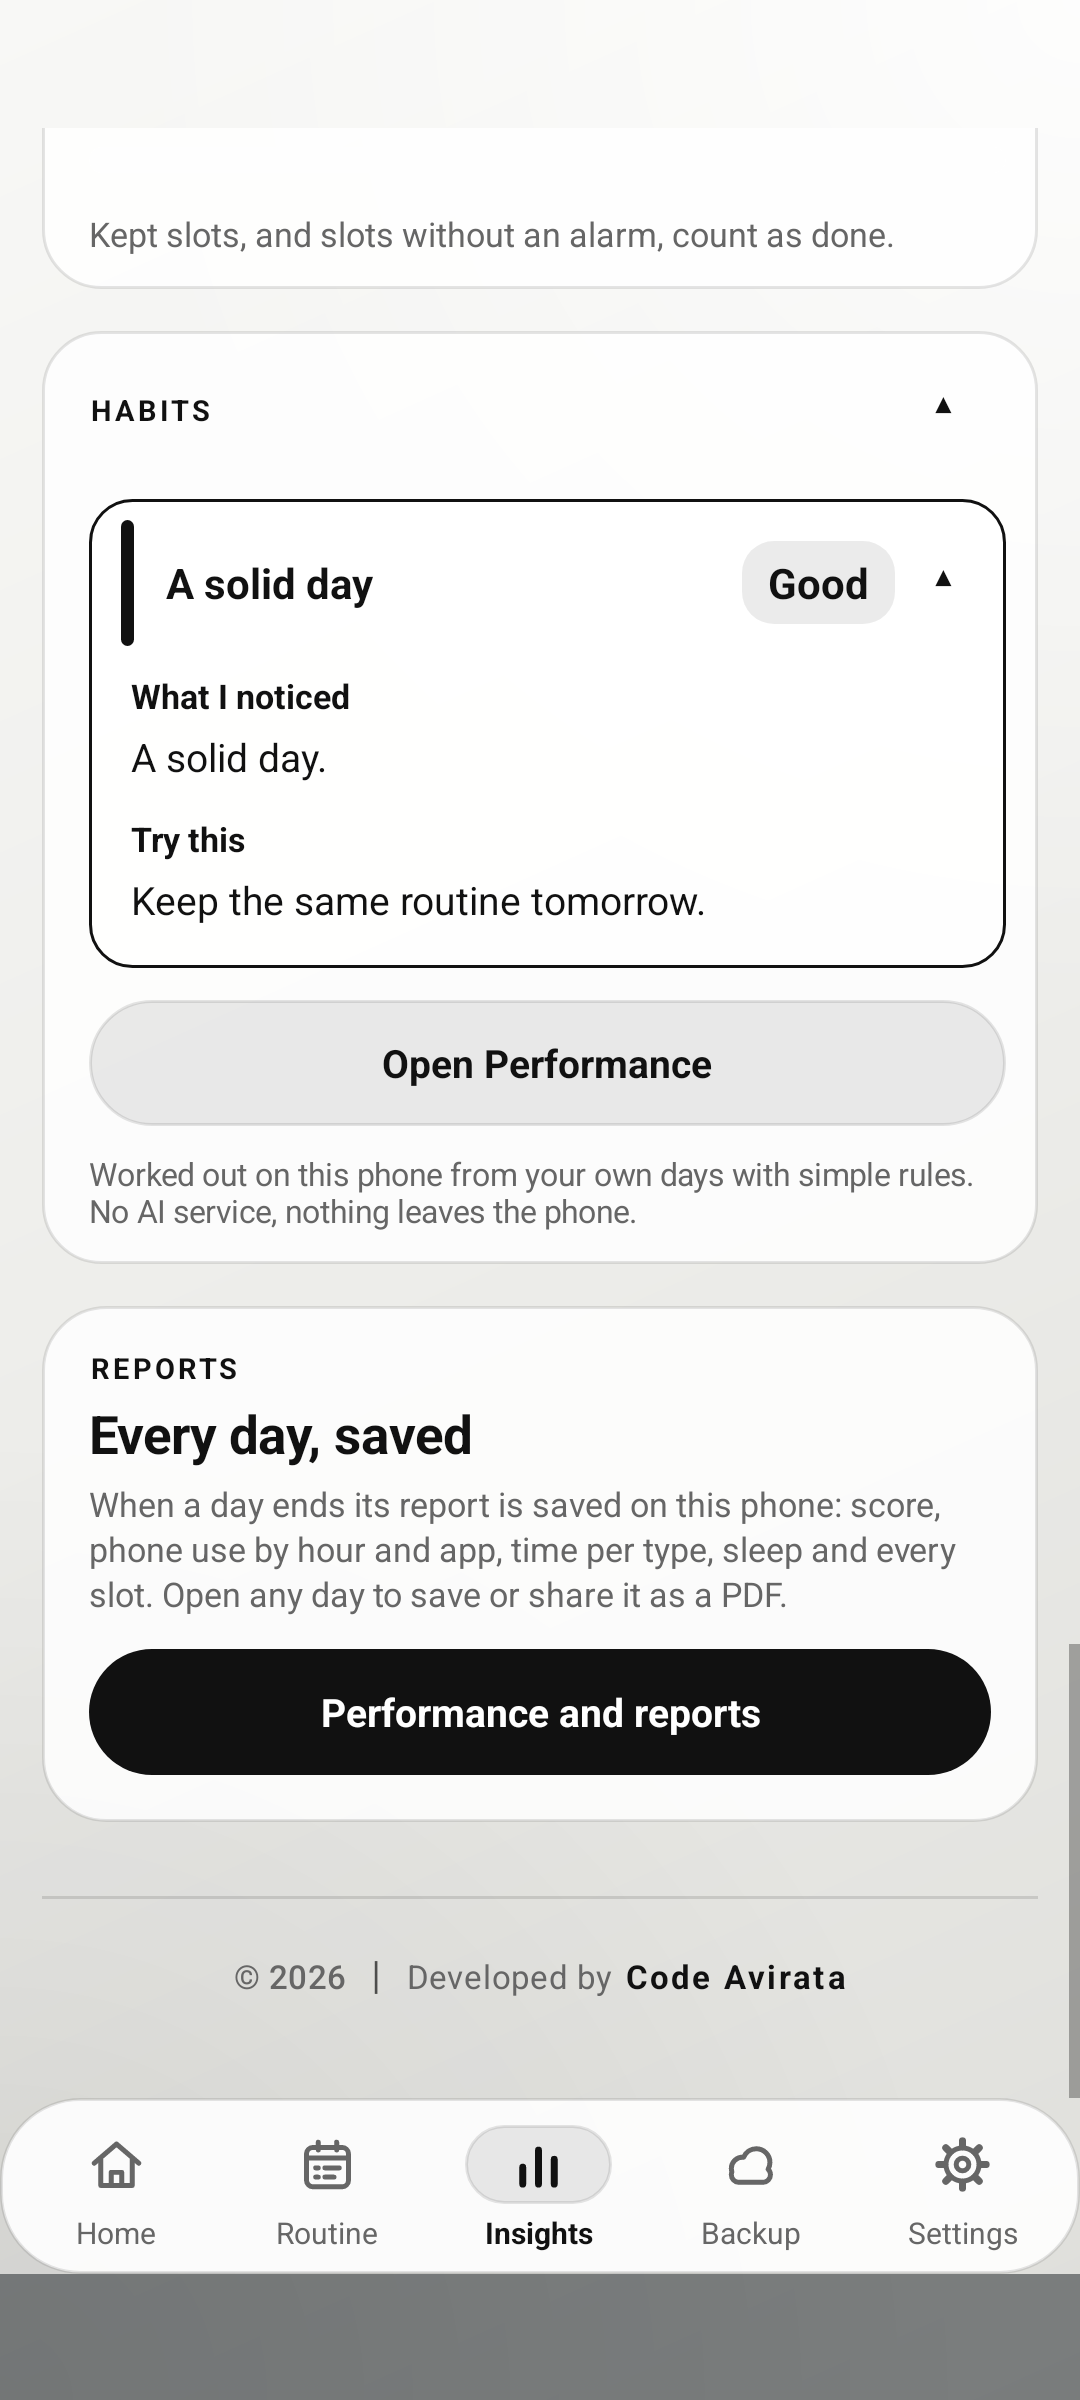 Kept slots, and slots without an alarm, count as done.
HABITS ▲
A solid day Good ▲
What I noticed
A solid day.
Try this
Keep the same routine tomorrow.
Open Performance
Worked out on this phone from your own days with simple rules.
No AI service, nothing leaves the phone.
REPORTS
Every day, saved
When a day ends its report is saved on this phone: score,
phone use by hour and app, time per type, sleep and every
slot. Open any day to save or share it as a PDF.
Performance and reports
© 2026 | Developed by Code Avirata
Home Routine Insights Backup Settings